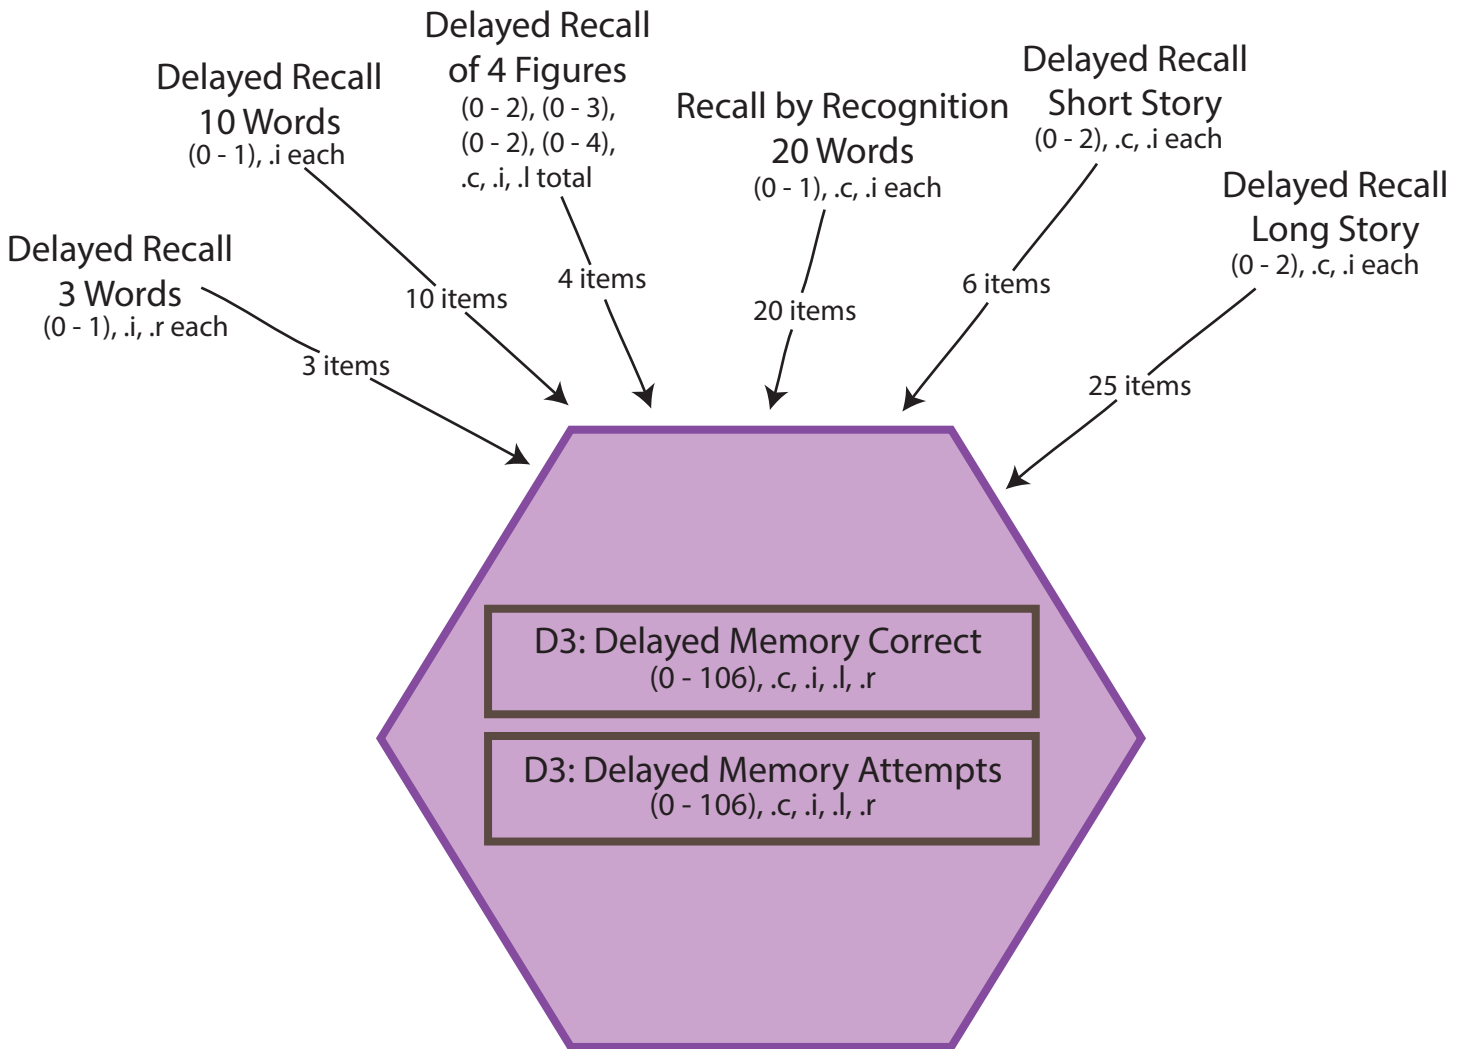 Delayed Recall
3 Words
(0 - 1), .i, .r each
3 items
Delayed Recall
10 Words
(0 - 1), .i each
10 items
Delayed Recall
of 4 Figures
(0 - 2), (0 - 3),
(0 - 2), (0 - 4),
.c, .i, .l total
4 items
Recall by Recognition
20 Words
(0 - 1), .c, .i each
20 items
Delayed Recall
Short Story
(0 - 2), .c, .i each
6 items
Delayed Recall
Long Story
(0 - 2), .c, .i each
25 items
D3: Delayed Memory Correct
(0 - 106), .c, .i, .l, .r
D3: Delayed Memory Attempts
(0 - 106), .c, .i, .l, .r